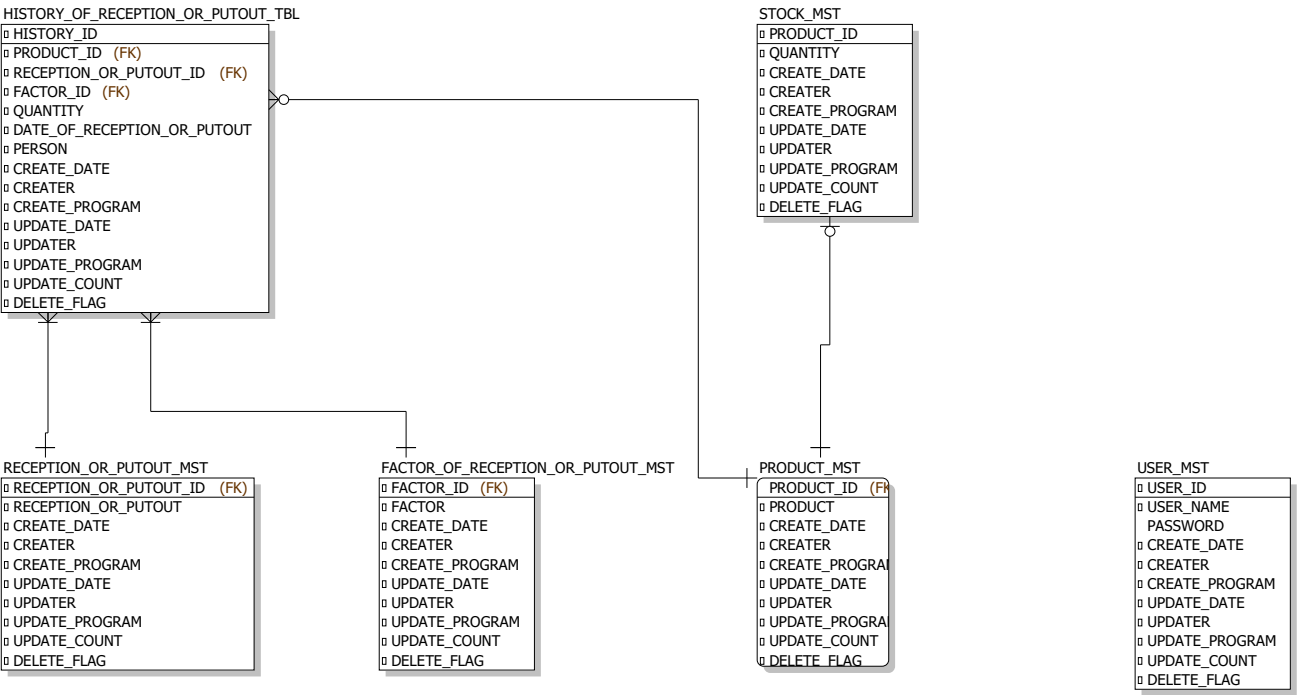 HISTORY_OF_RECEPTION_OR_PUTOUT_TBL
HISTORY_ID
PRODUCT_ID (FK)
RECEPTION_OR_PUTOUT_ID (FK)
FACTOR_ID (FK)
QUANTITY
DATE_OF_RECEPTION_OR_PUTOUT
PERSON
CREATE_DATE
CREATER
CREATE_PROGRAM
UPDATE_DATE
UPDATER
UPDATE_PROGRAM
UPDATE_COUNT
DELETE_FLAG
STOCK_MST
PRODUCT_ID
QUANTITY
CREATE_DATE
CREATER
CREATE_PROGRAM
UPDATE_DATE
UPDATER
UPDATE_PROGRAM
UPDATE_COUNT
DELETE_FLAG
RECEPTION_OR_PUTOUT_MST
RECEPTION_OR_PUTOUT_ID (FK)
RECEPTION_OR_PUTOUT
CREATE_DATE
CREATER
CREATE_PROGRAM
UPDATE_DATE
UPDATER
UPDATE_PROGRAM
UPDATE_COUNT
DELETE_FLAG
FACTOR_OF_RECEPTION_OR_PUTOUT_MST
FACTOR_ID (FK)
FACTOR
CREATE_DATE
CREATER
CREATE_PROGRAM
UPDATE_DATE
UPDATER
UPDATE_PROGRAM
UPDATE_COUNT
DELETE_FLAG
PRODUCT_MST
PRODUCT_ID (FK
PRODUCT
CREATE_DATE
CREATER
CREATE_PROGRA
UPDATE_DATE
UPDATER
UPDATE_PROGRA
UPDATE_COUNT
DELETE_FLAG
USER_MST
USER_ID
USER_NAME
PASSWORD
CREATE_DATE
CREATER
CREATE_PROGRAM
UPDATE_DATE
UPDATER
UPDATE_PROGRAM
UPDATE_COUNT
DELETE_FLAG